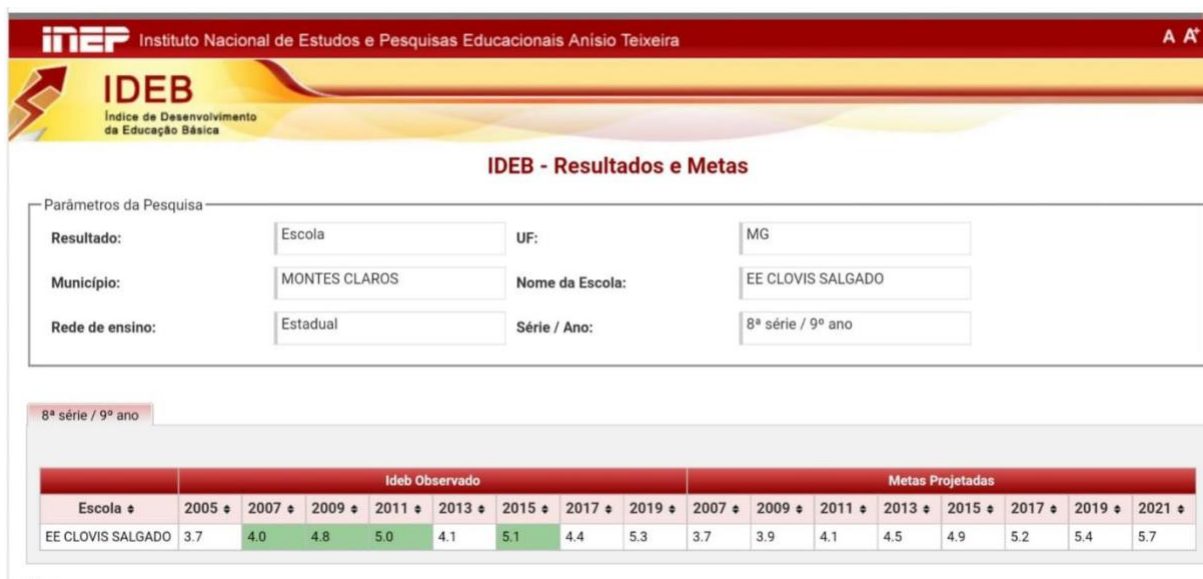 inep Instituto Nacional de Estudos e Pesquisas Educacionais Anísio Teixeira A A+
IDEB
Índice de Desenvolvimento
da Educação Básica
IDEB - Resultados e Metas
Parâmetros da Pesquisa
Resultado: Escola UF: MG
Município: MONTES CLAROS Nome da Escola: EE CLOVIS SALGADO
Rede de ensino: Estadual Série / Ano: 8ª série / 9º ano
8ª série / 9º ano
Ideb Observado Metas Projetadas
Escola 2005 2007 2009 2011 2013 2015 2017 2019 2007 2009 2011 2013 2015 2017 2019 2021
EE CLOVIS SALGADO 3.7 4.0 4.8 5.0 4.1 5.1 4.4 5.3 3.7 3.9 4.1 4.5 4.9 5.2 5.4 5.7